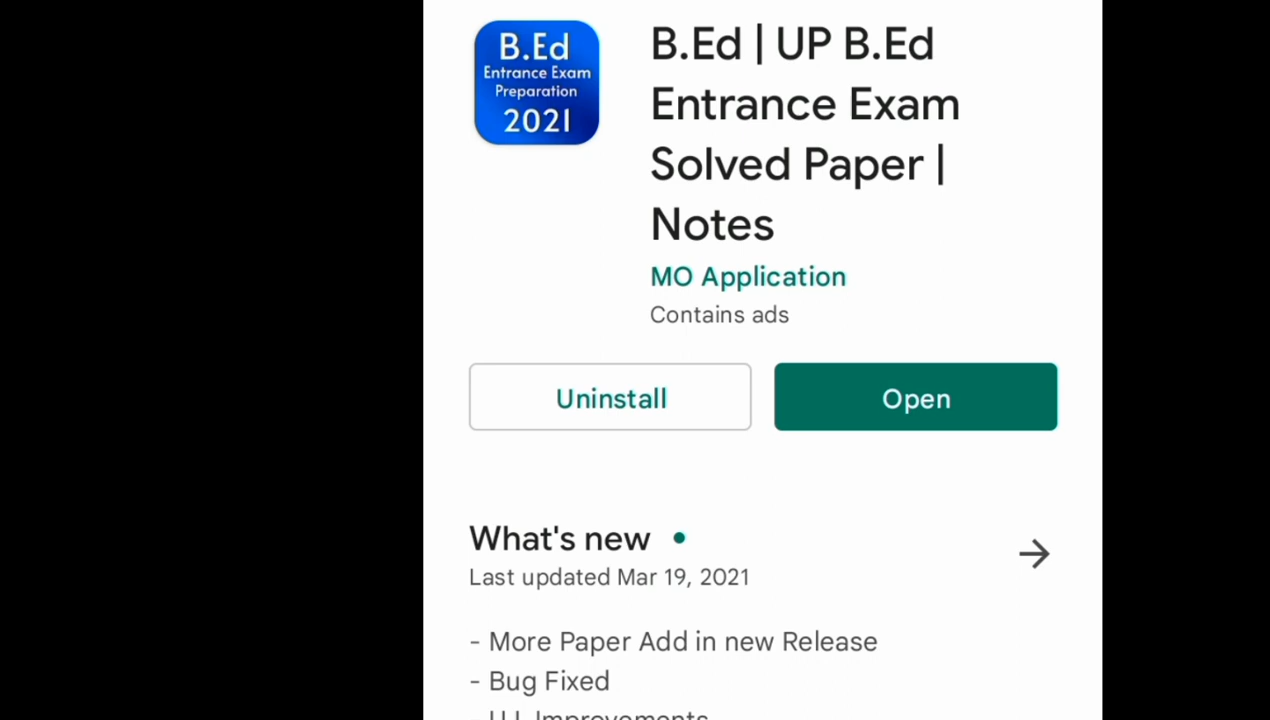 B.Ed
Entrance Exam
Preparation
2021
B.Ed | UP B.Ed
Entrance Exam
Solved Paper |
Notes
MO Application
Contains ads
Uninstall
Open
What's new
Last updated Mar 19, 2021
- More Paper Add in new Release
- Bug Fixed
- U.I. Improvements